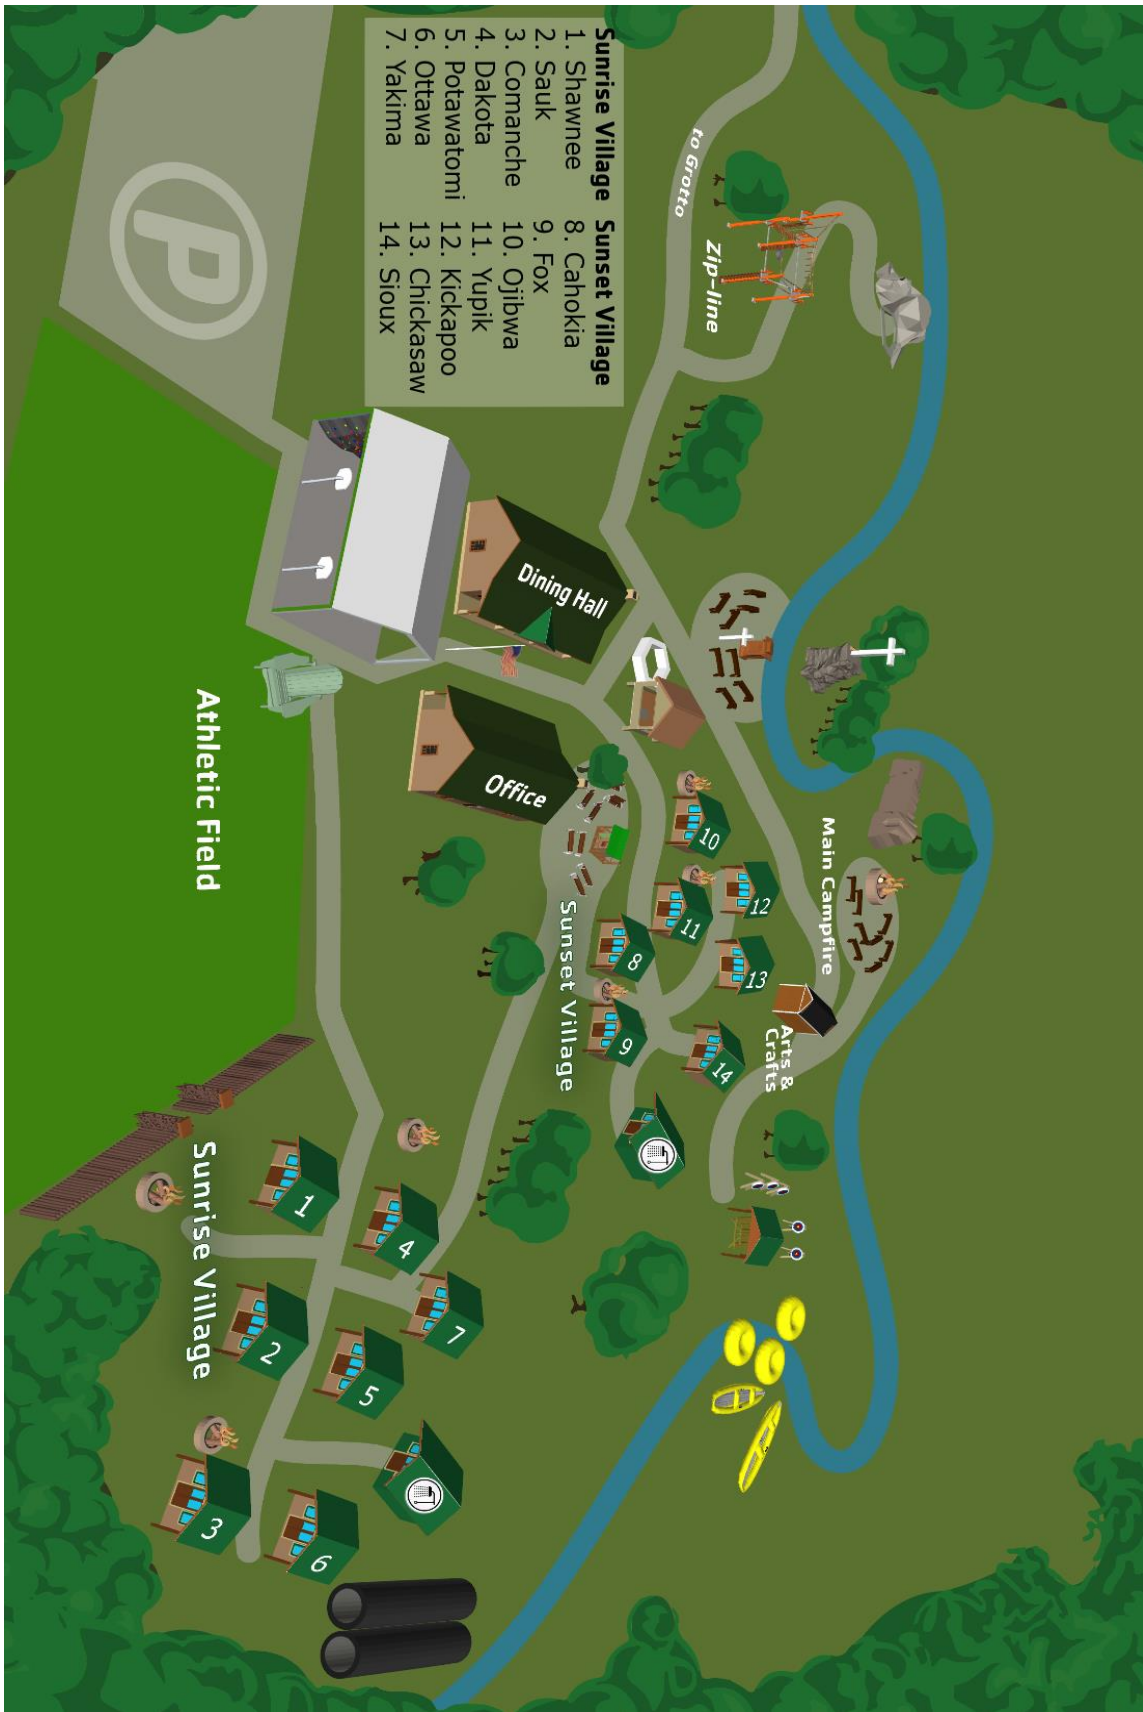 Sunrise Village
1. Shawnee
2. Sauk
3. Comanche
4. Dakota
5. Potawatomi
6. Ottawa
7. Yakima
Sunset Village
8. Cahokia
9. Fox
10. Ojibwa
11. Yupik
12. Kickapoo
13. Chickasaw
14. Sioux
to Grotto
Zip-line
P
Dining Hall
Office
Main Campfire
Arts &
Crafts
Sunset Village
10
12
11
13
8
9
14
Athletic Field
Sunrise Village
1
4
7
2
5
3
6